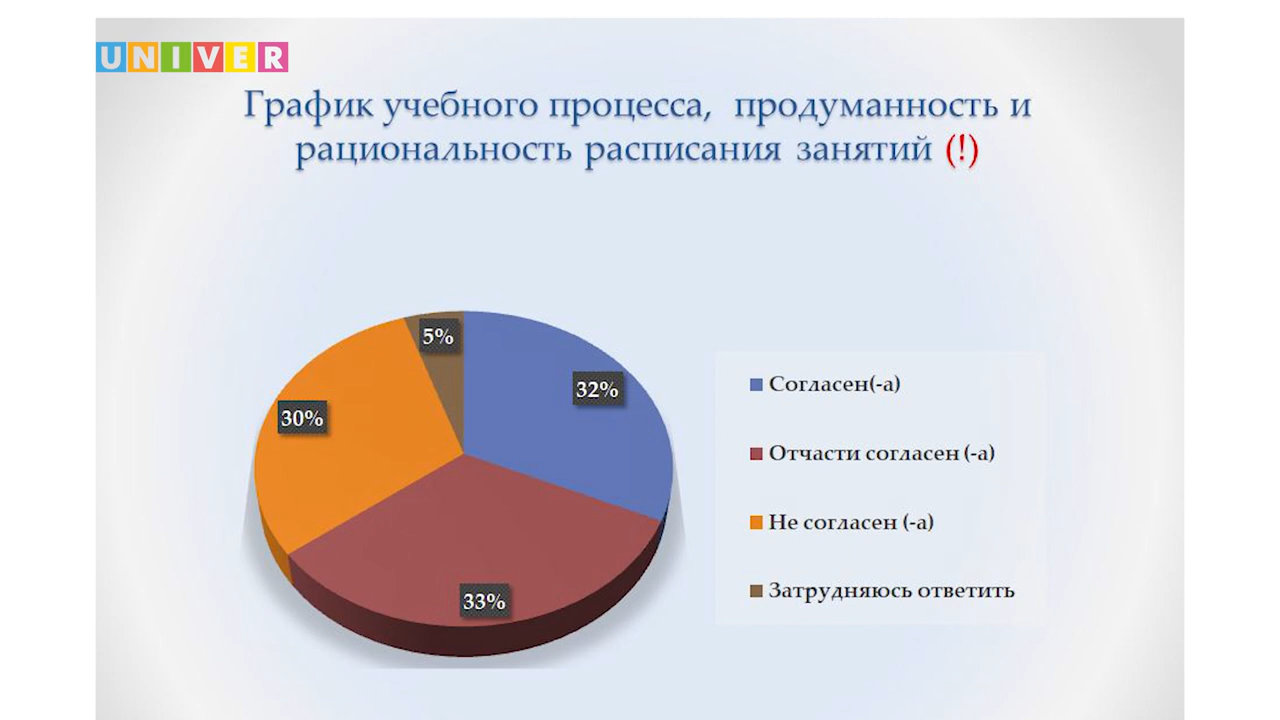 UNIVER
График учебного процесса, продуманность и
рациональность расписания занятий (!)
5%
32%
30%
33%
Согласен(-а)
Отчасти согласен (-а)
Не согласен (-а)
Затрудняюсь ответить